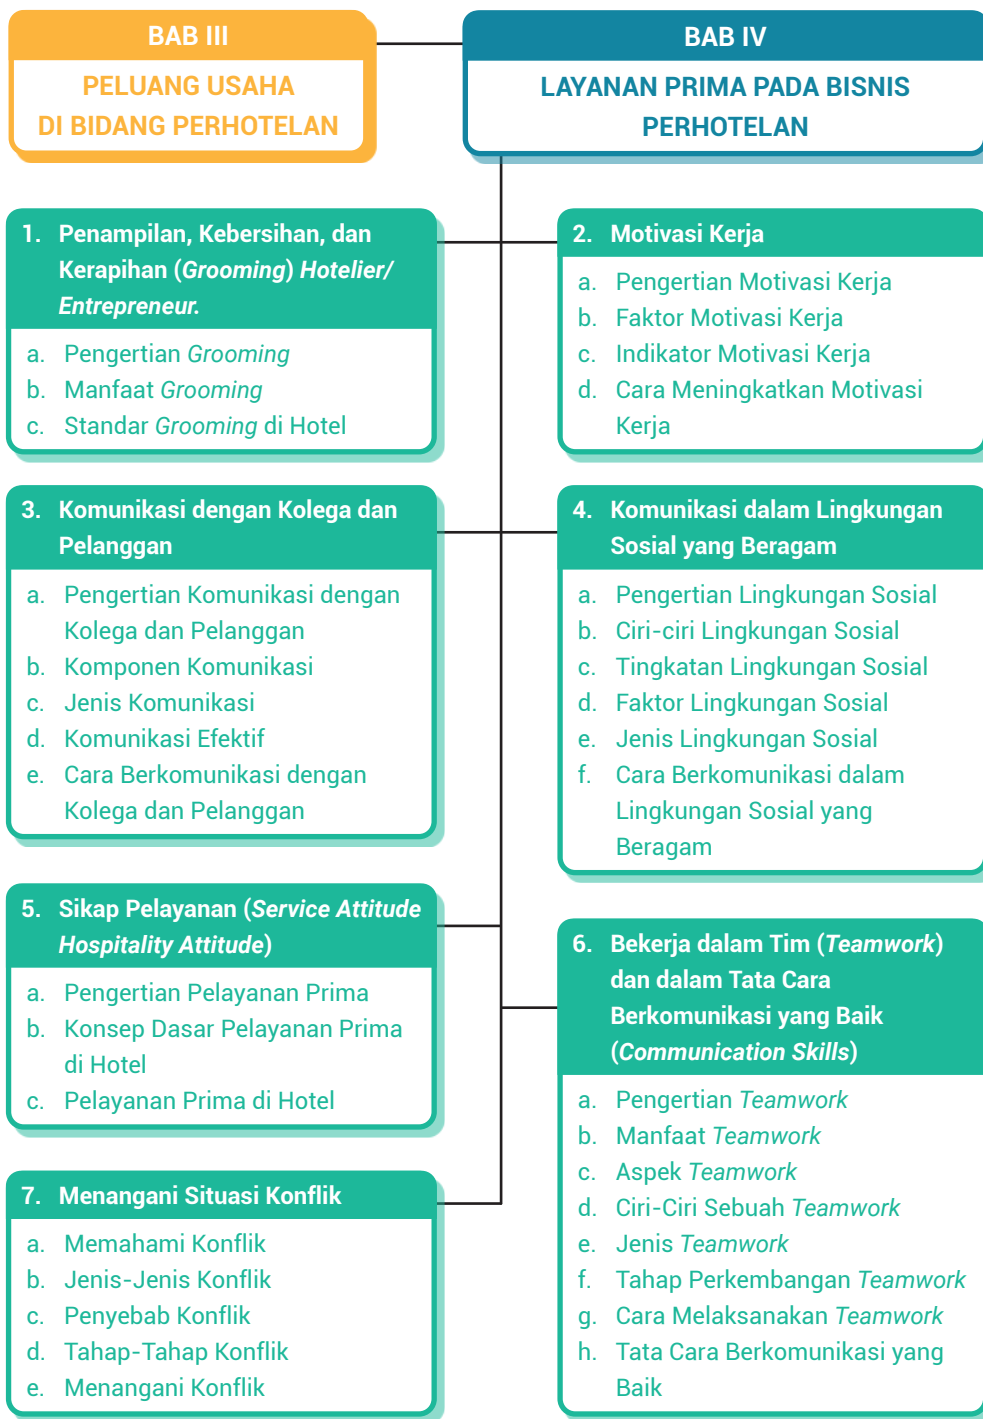 BAB III
PELUANG USAHA
DI BIDANG PERHOTELAN
BAB IV
LAYANAN PRIMA PADA BISNIS
PERHOTELAN
1. Penampilan, Kebersihan, dan
Kerapihan (Grooming) Hotelier/
Entrepreneur.
a. Pengertian Grooming
b. Manfaat Grooming
c. Standar Grooming di Hotel
2. Motivasi Kerja
a. Pengertian Motivasi Kerja
b. Faktor Motivasi Kerja
c. Indikator Motivasi Kerja
d. Cara Meningkatkan Motivasi
Kerja
3. Komunikasi dengan Kolega dan
Pelanggan
a. Pengertian Komunikasi dengan
Kolega dan Pelanggan
b. Komponen Komunikasi
c. Jenis Komunikasi
d. Komunikasi Efektif
e. Cara Berkomunikasi dengan
Kolega dan Pelanggan
4. Komunikasi dalam Lingkungan
Sosial yang Beragam
a. Pengertian Lingkungan Sosial
b. Ciri-ciri Lingkungan Sosial
c. Tingkatan Lingkungan Sosial
d. Faktor Lingkungan Sosial
e. Jenis Lingkungan Sosial
f. Cara Berkomunikasi dalam
Lingkungan Sosial yang
Beragam
5. Sikap Pelayanan (Service Attitude
Hospitality Attitude)
a. Pengertian Pelayanan Prima
b. Konsep Dasar Pelayanan Prima
di Hotel
c. Pelayanan Prima di Hotel
6. Bekerja dalam Tim (Teamwork)
dan dalam Tata Cara
Berkomunikasi yang Baik
(Communication Skills)
a. Pengertian Teamwork
b. Manfaat Teamwork
c. Aspek Teamwork
d. Ciri-Ciri Sebuah Teamwork
e. Jenis Teamwork
f. Tahap Perkembangan Teamwork
g. Cara Melaksanakan Teamwork
h. Tata Cara Berkomunikasi yang
Baik
7. Menangani Situasi Konflik
a. Memahami Konflik
b. Jenis-Jenis Konflik
c. Penyebab Konflik
d. Tahap-Tahap Konflik
e. Menangani Konflik